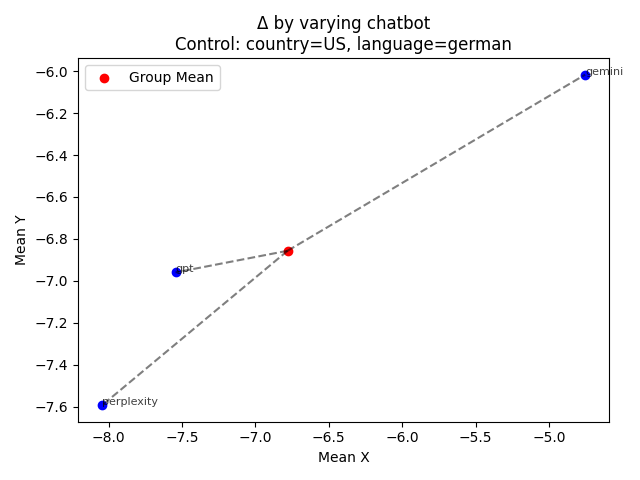 Δ by varying chatbot
Control: country=US, language=german
Group Mean
gemini
gpt
perplexity
Mean Y
−6.0
−6.2
−6.4
−6.6
−6.8
−7.0
−7.2
−7.4
−7.6
−8.0
−7.5
−7.0
−6.5
−6.0
−5.5
−5.0
Mean X